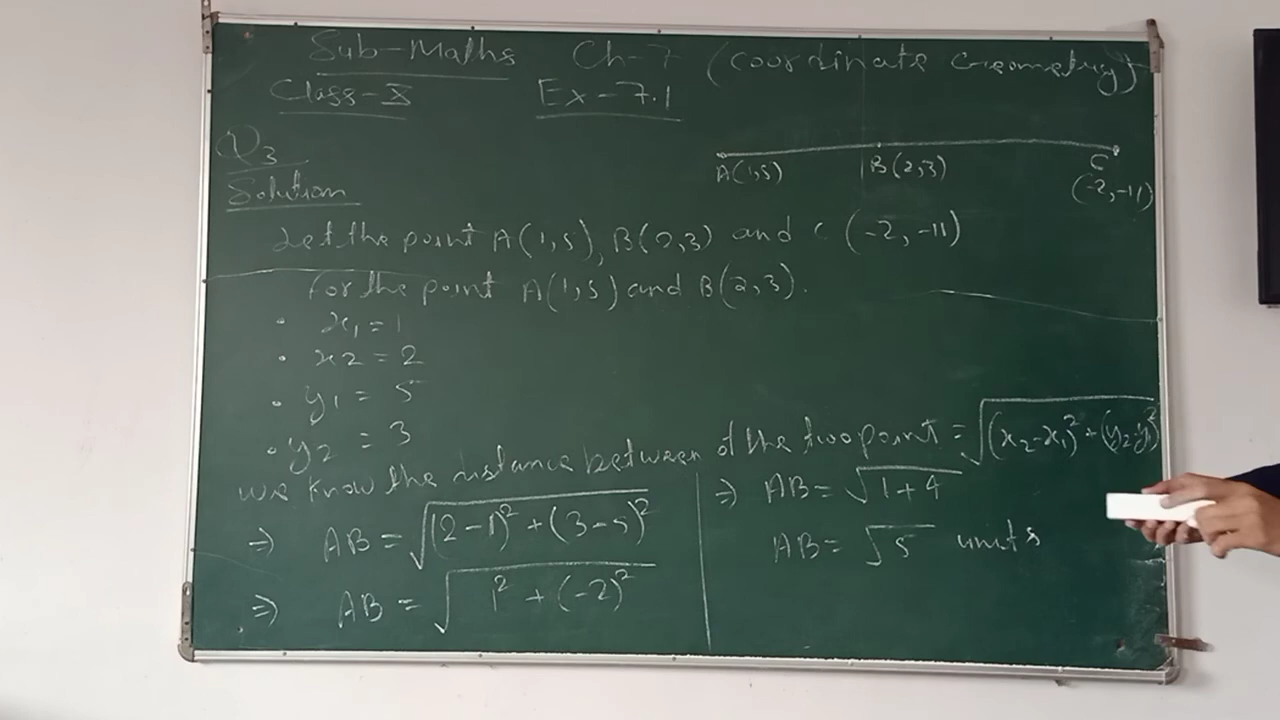 Sub-Maths Ch-7 (Coordinate Geometry)
Class-X Ex-7.1
Q3
A(1,5) B(2,3) C
(-2,-11)
Solution
Let the point A(1,5), B(2,3) and C (-2,-11)
for the point A(1,5) and B(2,3).
• x₁ = 1
• x2 = 2
• y₁ = 5
• y₂ = 3
we know the distance between of the two point = √(x₂-x₁)² + (y₂-y₁)²
⇒ AB = √(2-1)² + (3-5)²
⇒ AB = √1² + (-2)²
⇒ AB = √1+4
AB = √5 units